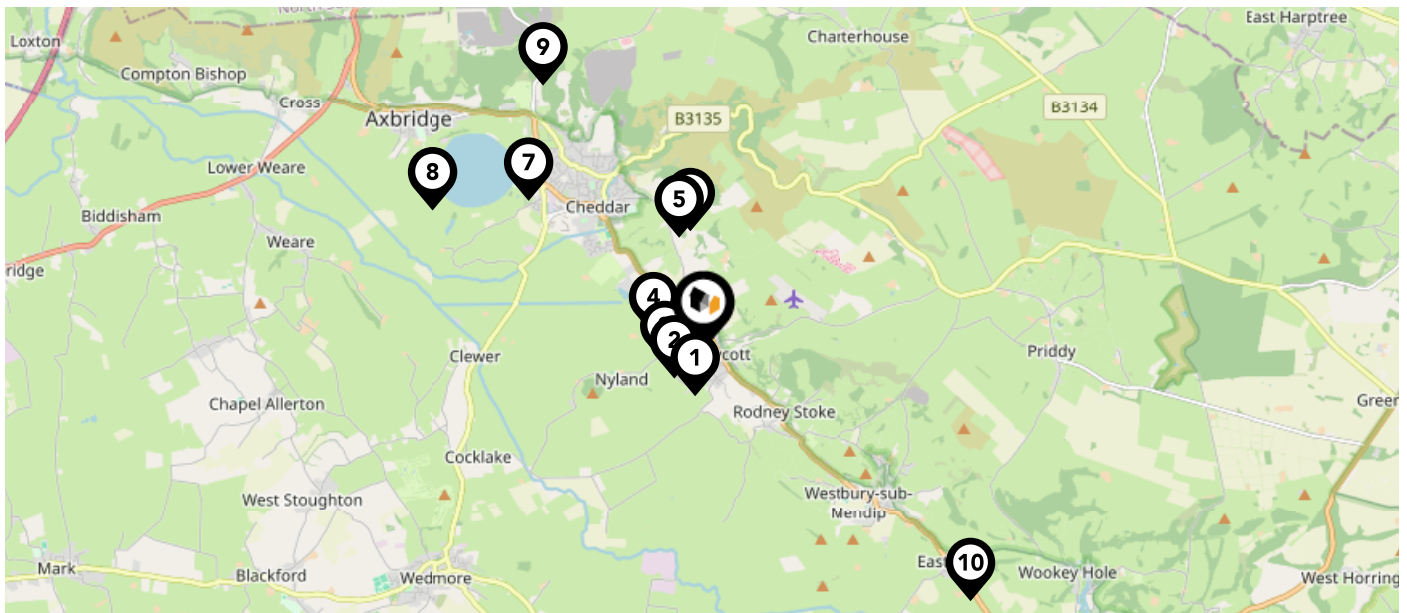 North S
East Harptree
Loxton
Charterhouse
9
Compton Bishop
Cross
B3134
Axbridge
B3135
7
8
Lower Weare
5
Cheddar
Biddisham
Weare
ridge
4
2
1
cott
Clewer
Priddy
Nyland
Chapel Allerton
Rodney Stoke
Green
Cocklake
West Stoughton
Westbury-sub-
Mendip
East
10
Mark
Blackford
Wedmore
Wookey Hole
West Horring